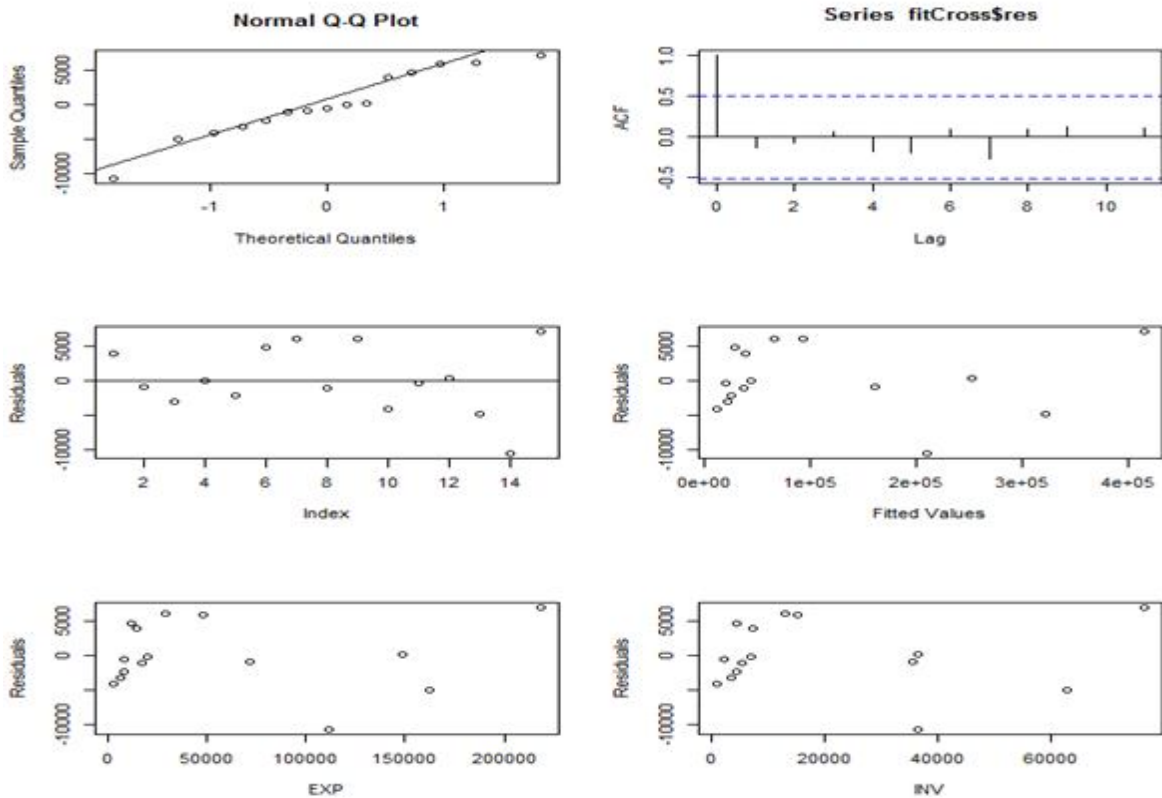 Normal Q-Q Plot
Sample Quantiles
5000
0
-10000
-1 0 1
Theoretical Quantiles
Series fitCross$res
ACF
1.0
0.5
0.0
-0.5
0 2 4 6 8 10
Lag
Residuals
5000
0
-10000
2 4 6 8 10 12 14
Index
Residuals
5000
0
-10000
0e+00 1e+05 2e+05 3e+05 4e+05
Fitted Values
Residuals
5000
0
-10000
0 50000 100000 150000 200000
EXP
Residuals
5000
0
-10000
0 20000 40000 60000
INV